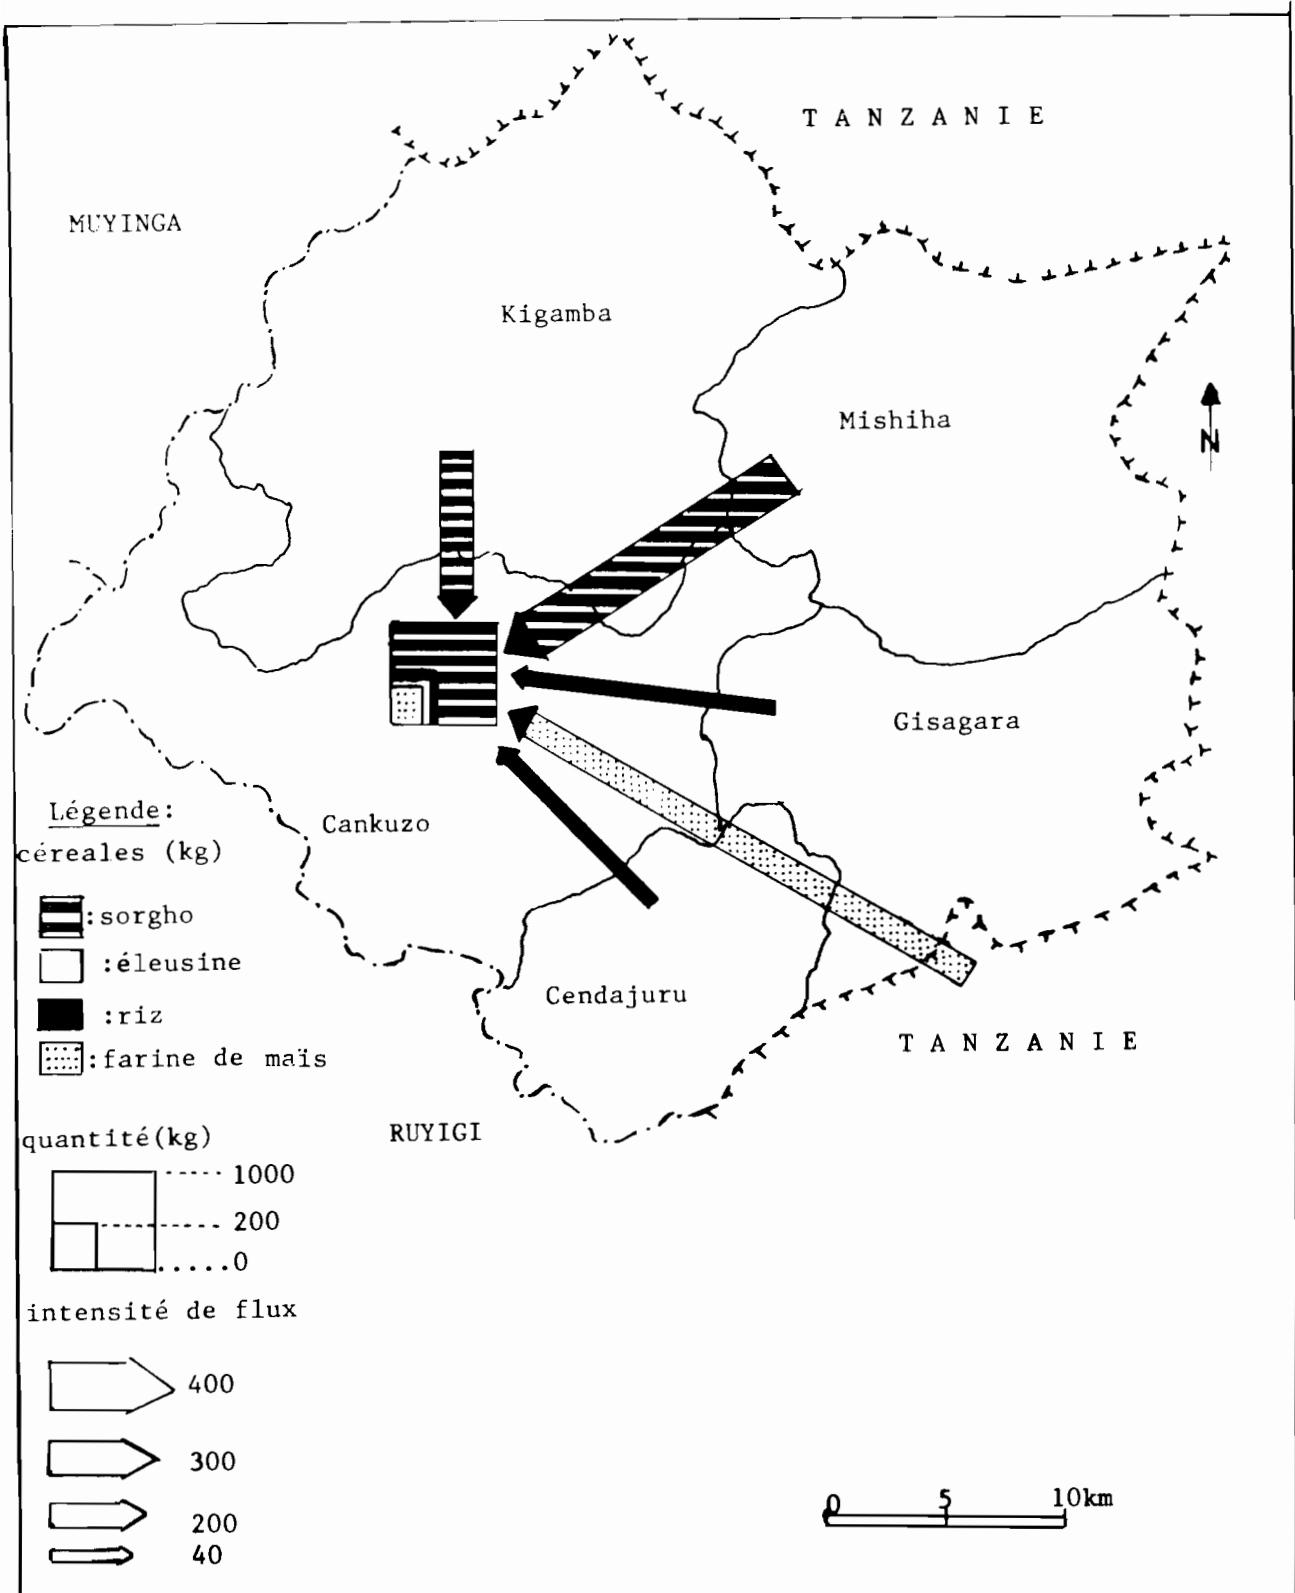 TANZANIE
MUYINGA
Kigamba
Mishiha
N
Gisagara
Légende:
Cankuzo
céreales (kg)
:sorgho
:éleusine
Cendajuru
:riz
TANZANIE
:farine de maïs
quantité(kg)
RUYIGI
1000
200
0
intensité de flux
400
300
200
40
0 5 10km